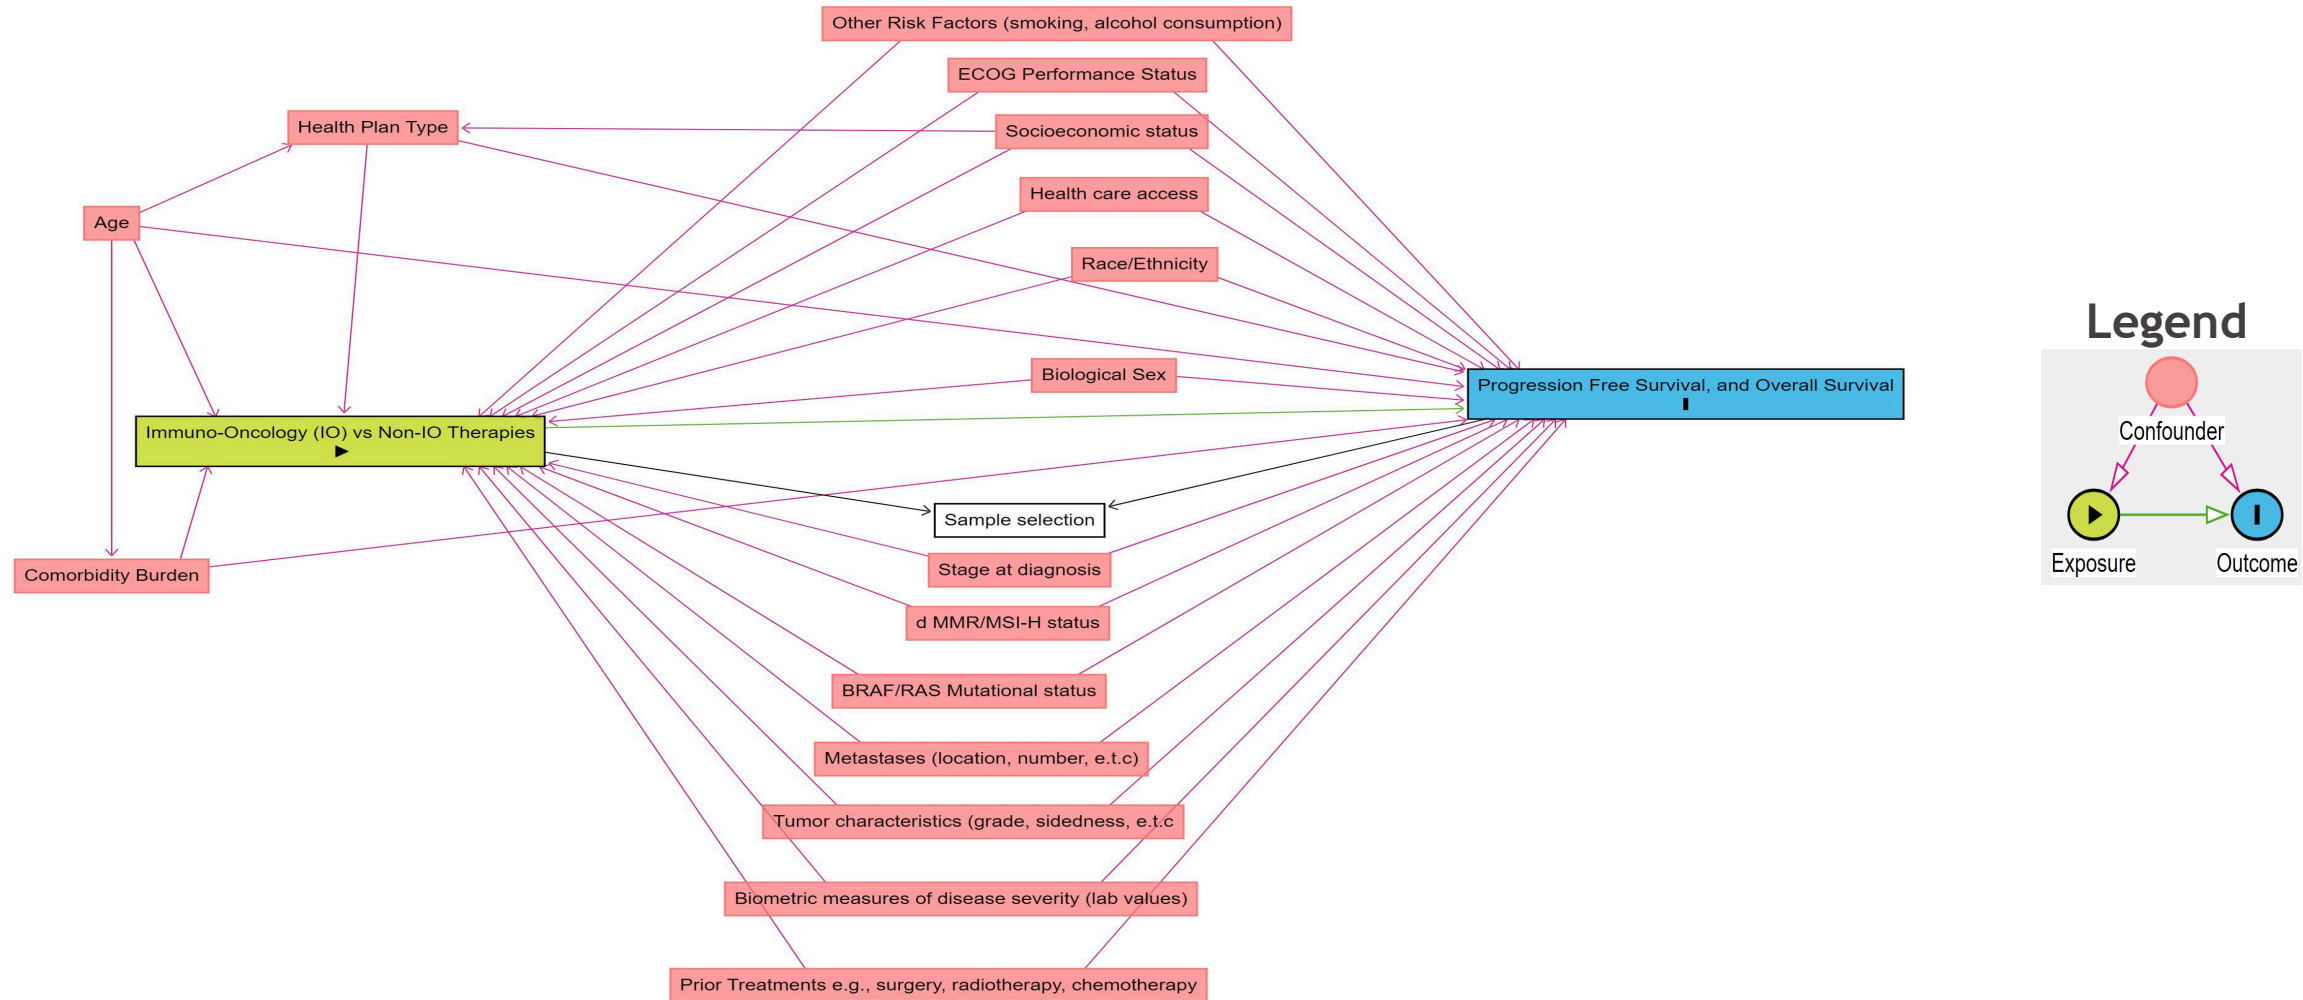 Other Risk Factors (smoking, alcohol consumption)
ECOG Performance Status
Health Plan Type
Socioeconomic status
Health care access
Age
Race/Ethnicity
Biological Sex
Progression Free Survival, and Overall Survival
Immuno-Oncology (IO) vs Non-IO Therapies
Sample selection
Stage at diagnosis
Comorbidity Burden
d MMR/MSI-H status
BRAF/RAS Mutational status
Metastases (location, number, e.t.c)
Tumor characteristics (grade, sidedness, e.t.c
Biometric measures of disease severity (lab values)
Prior Treatments e.g., surgery, radiotherapy, chemotherapy
Legend
Confounder
Exposure
Outcome